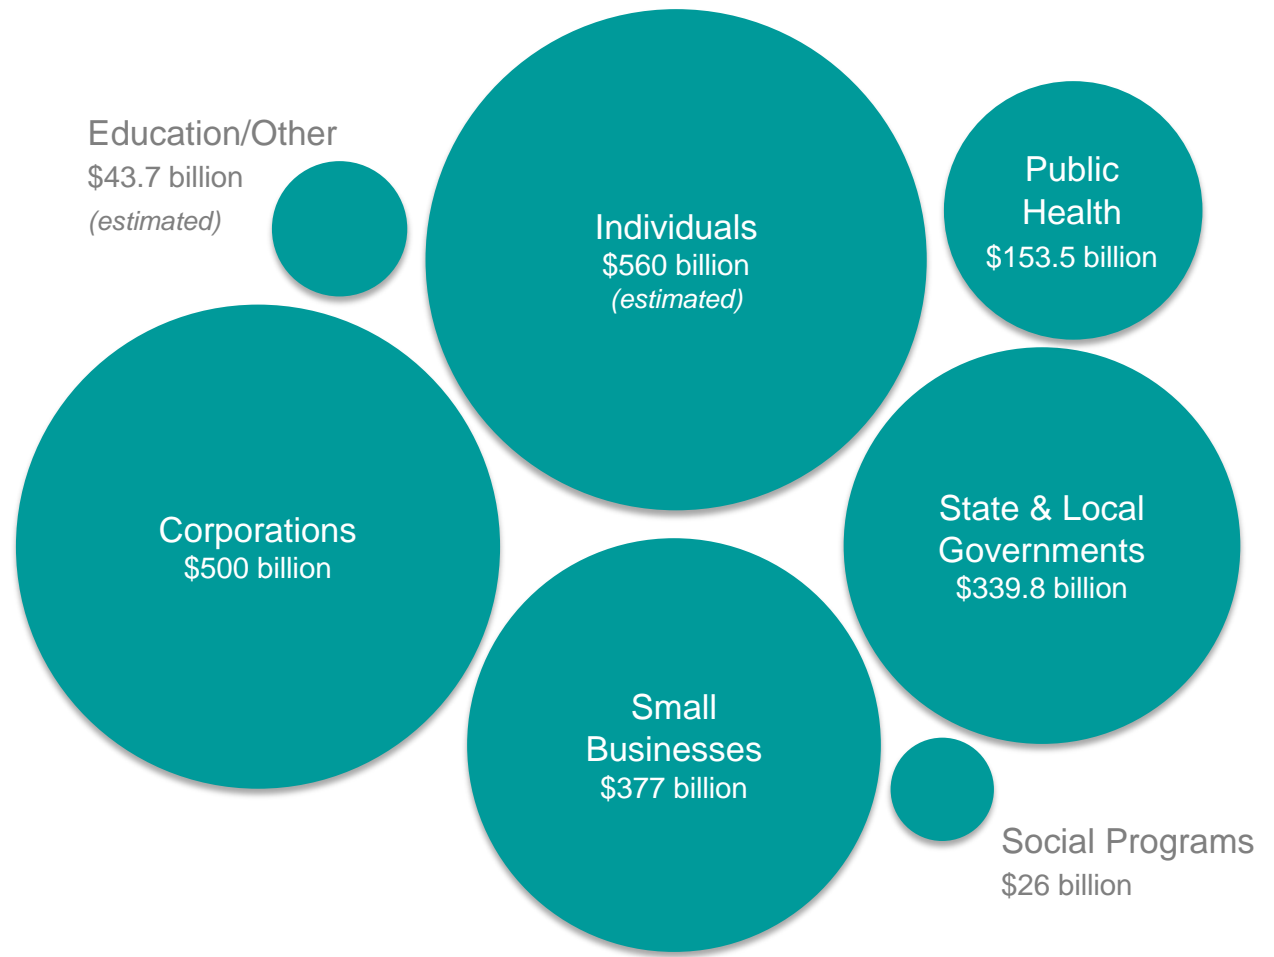 Education/Other
$43.7 billion
(estimated)
Individuals
$560 billion
(estimated)
Public
Health
$153.5 billion
Corporations
$500 billion
State & Local
Governments
$339.8 billion
Small
Businesses
$377 billion
Social Programs
$26 billion